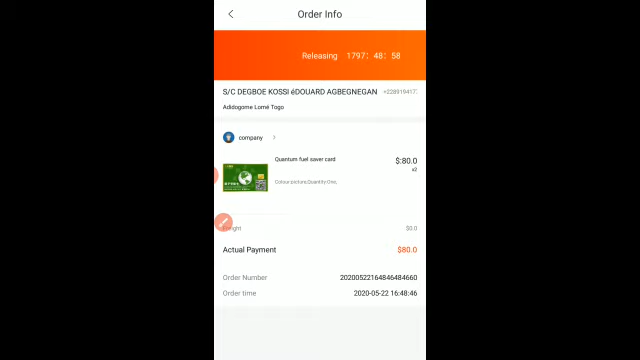 Order Info
Releasing 1797: 48: 58
S/C DEGBOE KOSSI éDOUARD AGBEGNEGAN +228919417
Adidogome Lomé Togo
company
Quantum fuel saver card $:80.0
x2
Colour:picture,Quantity:One,
$0.0
Actual Payment $80.0
Order Number 20200522164846484660
Order time 2020-05-22 16:48:46